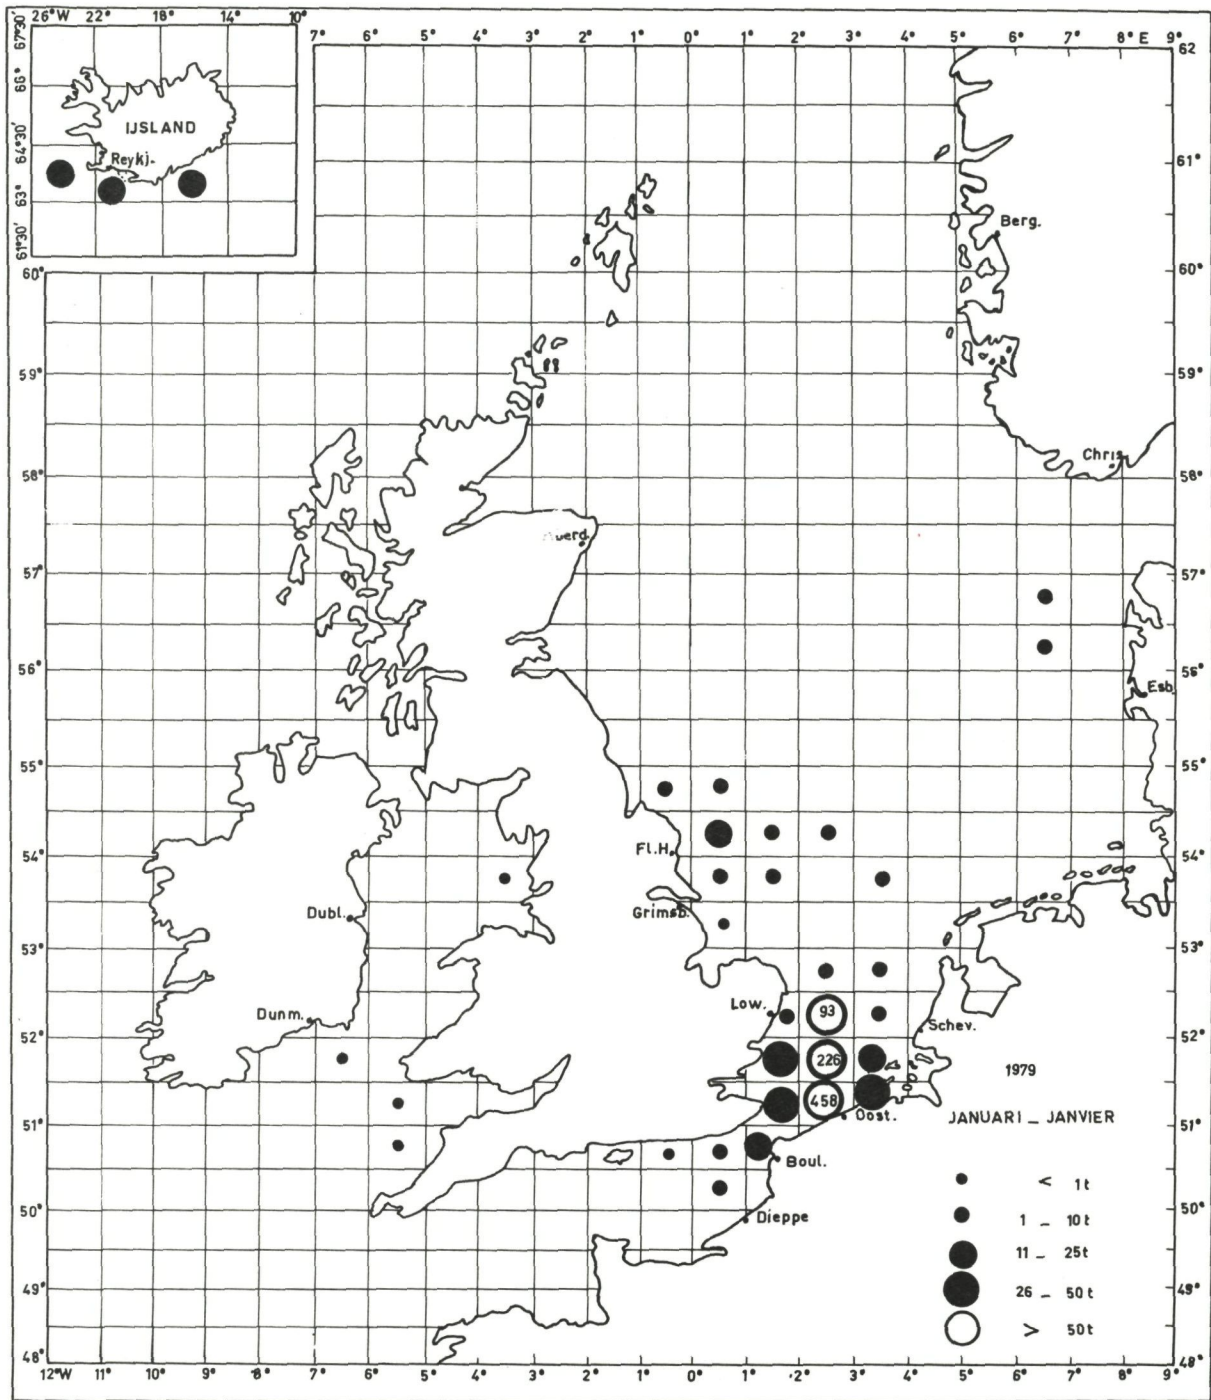 26°W 22° 18° 14° 10°
67°30'
66°
64°30'
63°
61°30'
IJSLAND
Reykj.
7° 6° 5° 4° 3° 2° 1° 0° 1° 2° 3° 4° 5° 6° 7° 8° E 9°
62
61°
60° 60°
59° 59°
58° 58°
57° 57°
56° 56°
55° 55°
54° 54°
53° 53°
52° 52°
51° 51°
50° 50°
49° 49°
48° 48°
Berg.
Chris
Esb
Fl.H.
Grimsb.
Dubl.
Dunm.
Low.
93
Schev.
226
458
Oost.
Boul.
Dieppe
1979
JANUARI _ JANVIER
< 1t
1 _ 10t
11 _ 25t
26 _ 50t
> 50t
12°W 11° 10° 9° 8° 7° 6° 5° 4° 3° 2° 1° 0° 1° 2° 3° 4° 5° 6° 7° 8° 9°